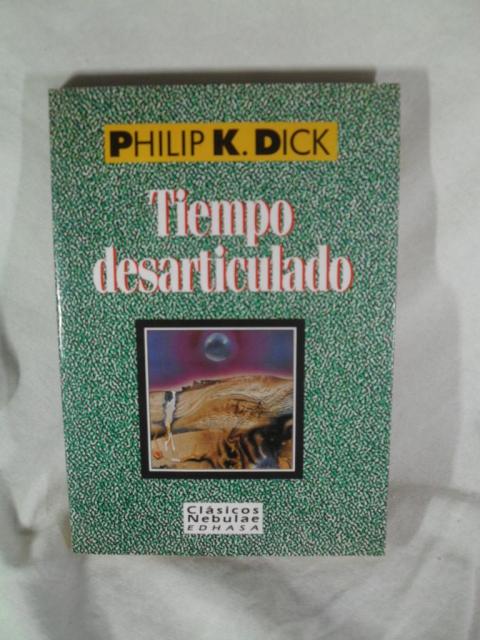 PHILIP K. DICK
Tiempo
desarticulado
Clásicos
Nebulae
EDHASA